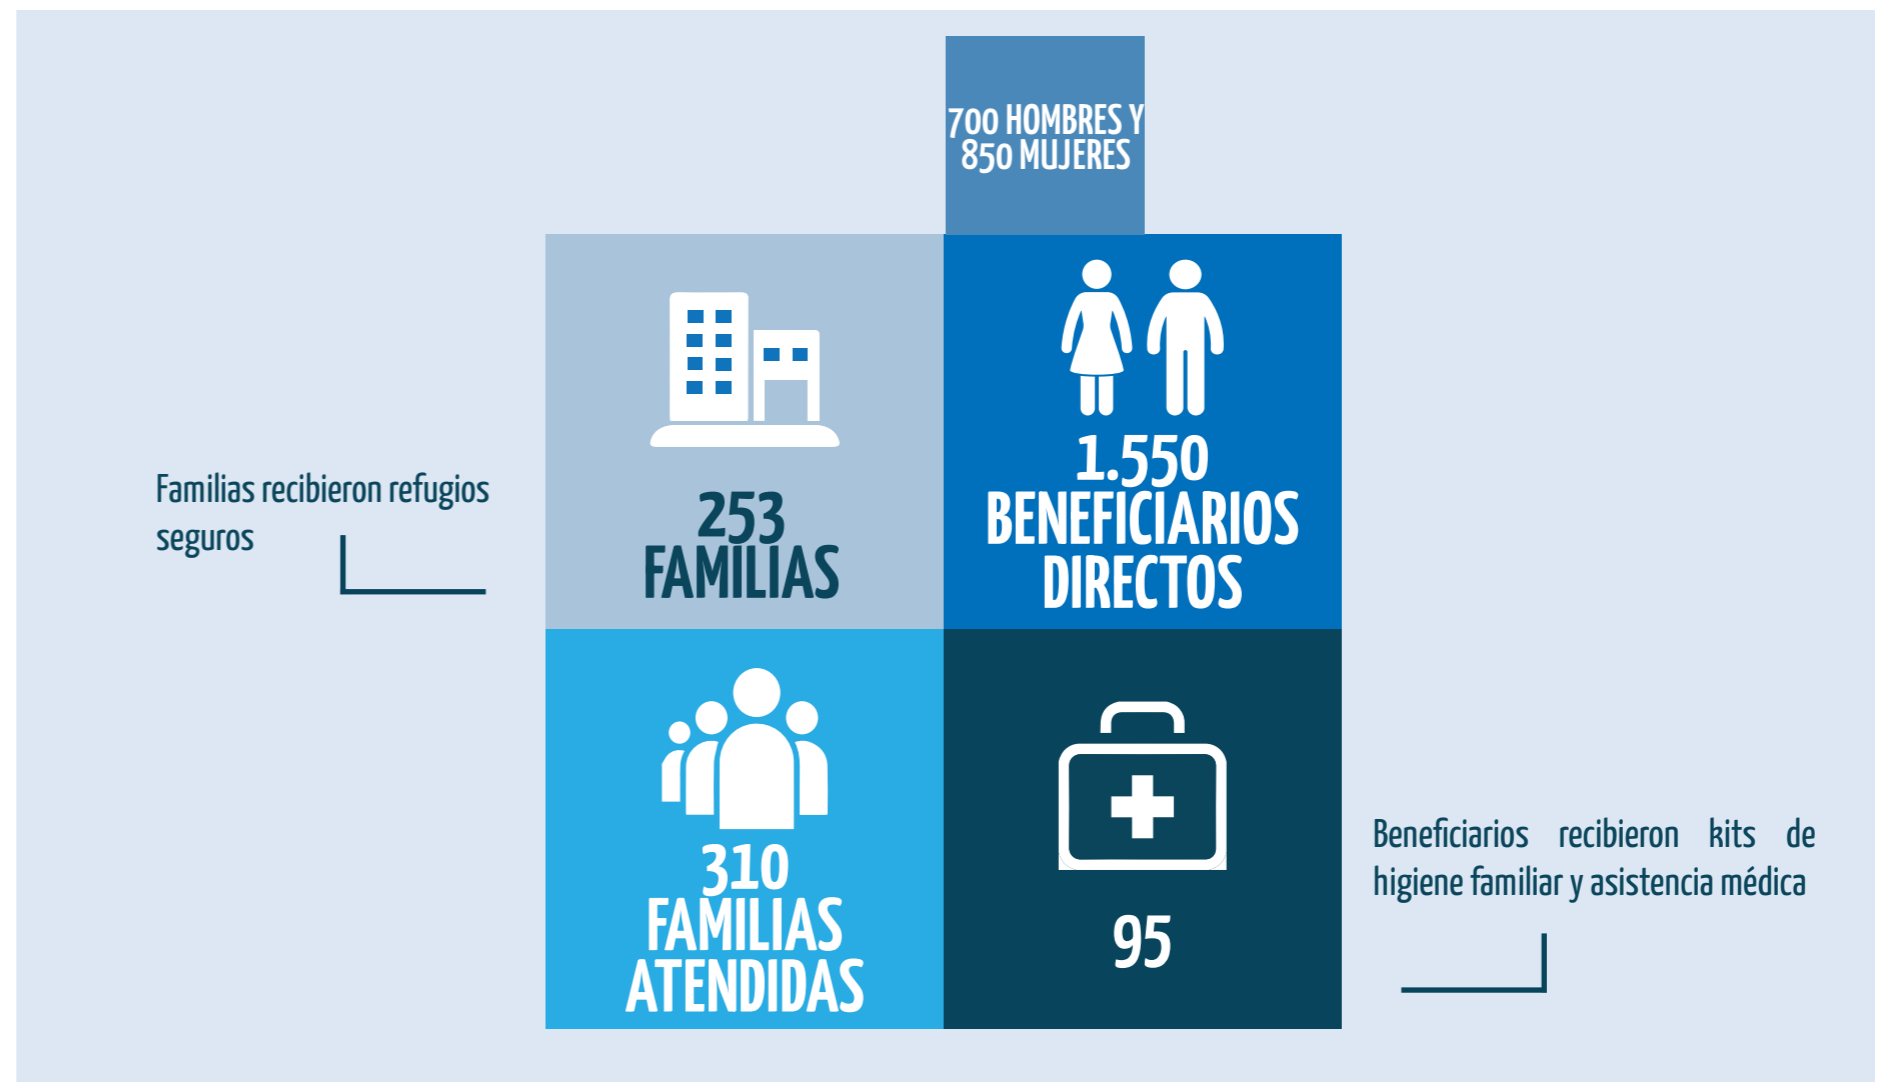 700 HOMBRES Y
850 MUJERES
Familias recibieron refugios
seguros
253
FAMILIAS
1.550
BENEFICIARIOS
DIRECTOS
310
FAMILIAS
ATENDIDAS
95
Beneficiarios recibieron kits de
higiene familiar y asistencia médica